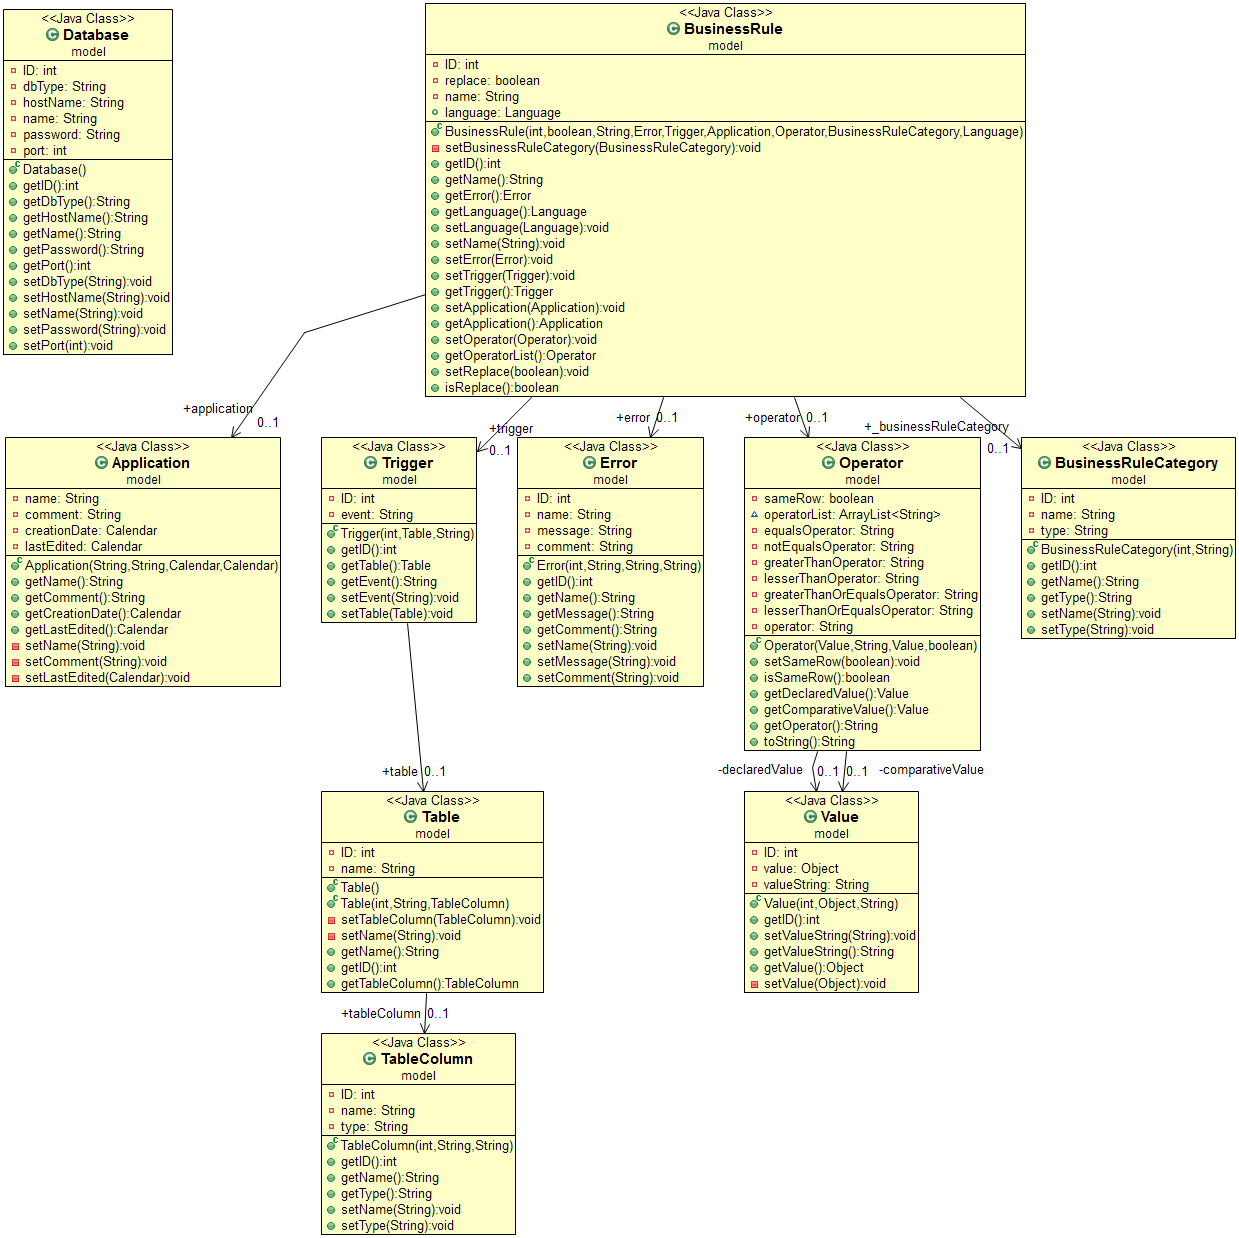 <<Java Class>>
Database
model
ID: int
dbType: String
hostName: String
name: String
password: String
port: int
Database()
getID():int
getDbType():String
getHostName():String
getName():String
getPassword():String
getPort():int
setDbType(String):void
setHostName(String):void
setName(String):void
setPassword(String):void
setPort(int):void
<<Java Class>>
BusinessRule
model
ID: int
replace: boolean
name: String
language: Language
BusinessRule(int,boolean,String,Error,Trigger,Application,Operator,BusinessRuleCategory,Language)
setBusinessRuleCategory(BusinessRuleCategory):void
getID():int
getName():String
getError():Error
getLanguage():Language
setLanguage(Language):void
setName(String):void
setError(Error):void
setTrigger(Trigger):void
getTrigger():Trigger
setApplication(Application):void
getApplication():Application
setOperator(Operator):void
getOperatorList():Operator
setReplace(boolean):void
isReplace():boolean
+application
0..1
+trigger
0..1
+error 0..1
+operator 0..1
+_businessRuleCategory
0..1
<<Java Class>>
Application
model
name: String
comment: String
creationDate: Calendar
lastEdited: Calendar
Application(String,String,Calendar,Calendar)
getName():String
getComment():String
getCreationDate():Calendar
getLastEdited():Calendar
setName(String):void
setComment(String):void
setLastEdited(Calendar):void
<<Java Class>>
Trigger
model
ID: int
event: String
Trigger(int,Table,String)
getID():int
getTable():Table
getEvent():String
setEvent(String):void
setTable(Table):void
<<Java Class>>
Error
model
ID: int
name: String
message: String
comment: String
Error(int,String,String,String)
getID():int
getName():String
getMessage():String
getComment():String
setName(String):void
setMessage(String):void
setComment(String):void
<<Java Class>>
Operator
model
sameRow: boolean
operatorList: ArrayList<String>
equalsOperator: String
notEqualsOperator: String
greaterThanOperator: String
lesserThanOperator: String
greaterThanOrEqualsOperator: String
lesserThanOrEqualsOperator: String
operator: String
Operator(Value,String,Value,boolean)
setSameRow(boolean):void
isSameRow():boolean
getDeclaredValue():Value
getComparativeValue():Value
getOperator():String
toString():String
<<Java Class>>
BusinessRuleCategory
model
ID: int
name: String
type: String
BusinessRuleCategory(int,String)
getID():int
getName():String
getType():String
setName(String):void
setType(String):void
+table 0..1
-declaredValue 0..1
0..1 -comparativeValue
<<Java Class>>
Table
model
ID: int
name: String
Table()
Table(int,String,TableColumn)
setTableColumn(TableColumn):void
setName(String):void
getName():String
getID():int
getTableColumn():TableColumn
<<Java Class>>
Value
model
ID: int
value: Object
valueString: String
Value(int,Object,String)
getID():int
setValueString(String):void
getValueString():String
getValue():Object
setValue(Object):void
+tableColumn 0..1
<<Java Class>>
TableColumn
model
ID: int
name: String
type: String
TableColumn(int,String,String)
getID():int
getName():String
getType():String
setName(String):void
setType(String):void